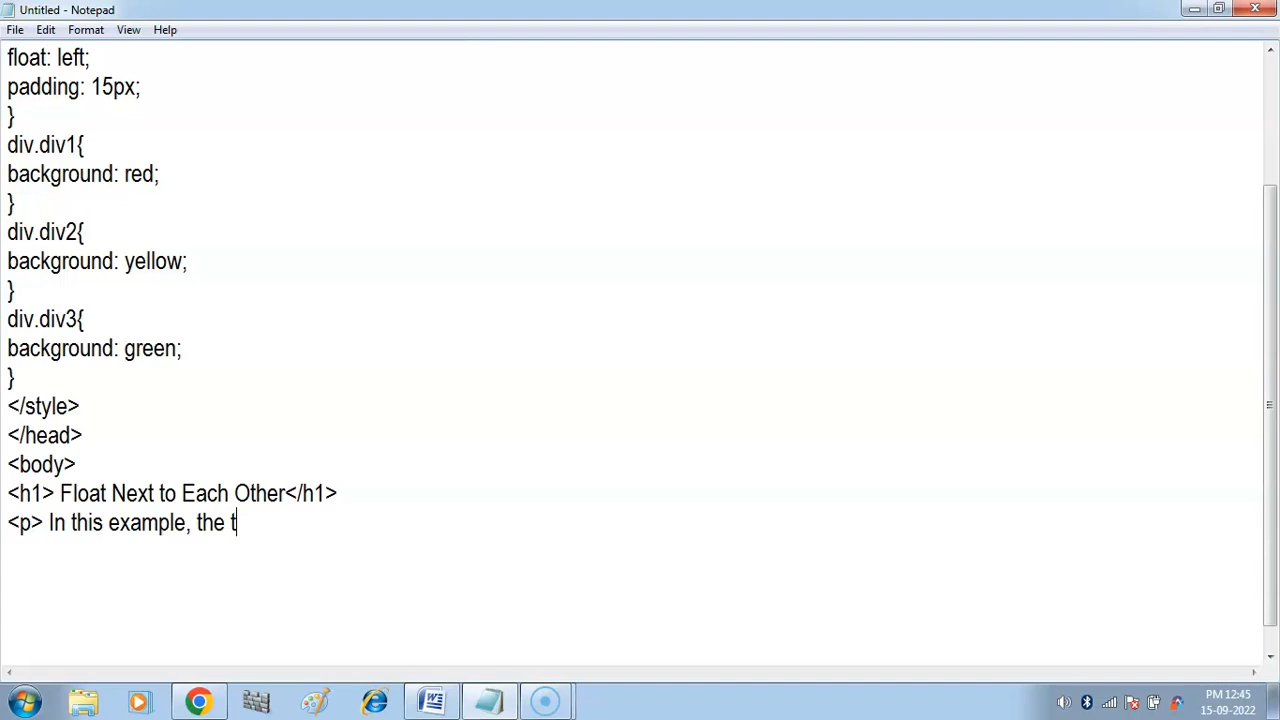 Untitled - Notepad
File Edit Format View Help
float: left;
padding: 15px;
}
div.div1{
background: red;
}
div.div2{
background: yellow;
}
div.div3{
background: green;
}
</style>
</head>
<body>
<h1> Float Next to Each Other</h1>
<p> In this example, the t
PM 12:45
15-09-2022